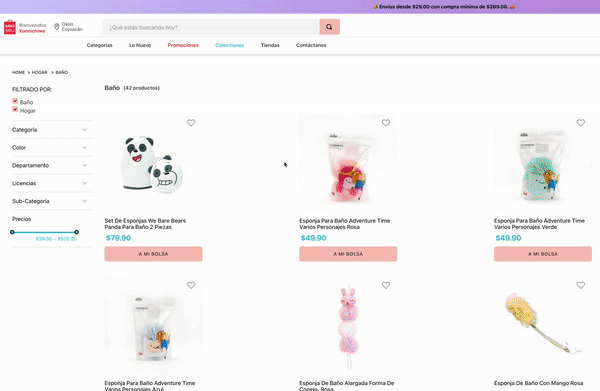 Envíos desde $29.00 con compra mínima de $269.00.
Bienvenidos
Konnichiwa
Oasis
Coyoacán
¿Qué estás buscando hoy?
Categorías
Lo Nuevo
Promociones
Colecciones
Tiendas
Contáctanos
HOME > HOGAR > BAÑO
FILTRADO POR:
Baño
Hogar
Categoría
Color
Departamento
Licencias
Sub-Categoría
Precios
$39.00 – $500.00
Baño (42 productos)
Set De Esponjas We Bare Bears
Panda Para Baño 2 Piezas
$79.90
A MI BOLSA
Esponja Para Baño Adventure Time
Varios Personajes Rosa
$49.90
A MI BOLSA
Esponja Para Baño Adventure Time
Varios Personajes Verde
$49.90
A MI BOLSA
Esponja Para Baño Adventure Time
Varios Personajes Azul
Esponja De Baño Alargada Forma De
Conejo, Rosa
Esponja De Baño Con Mango Rosa